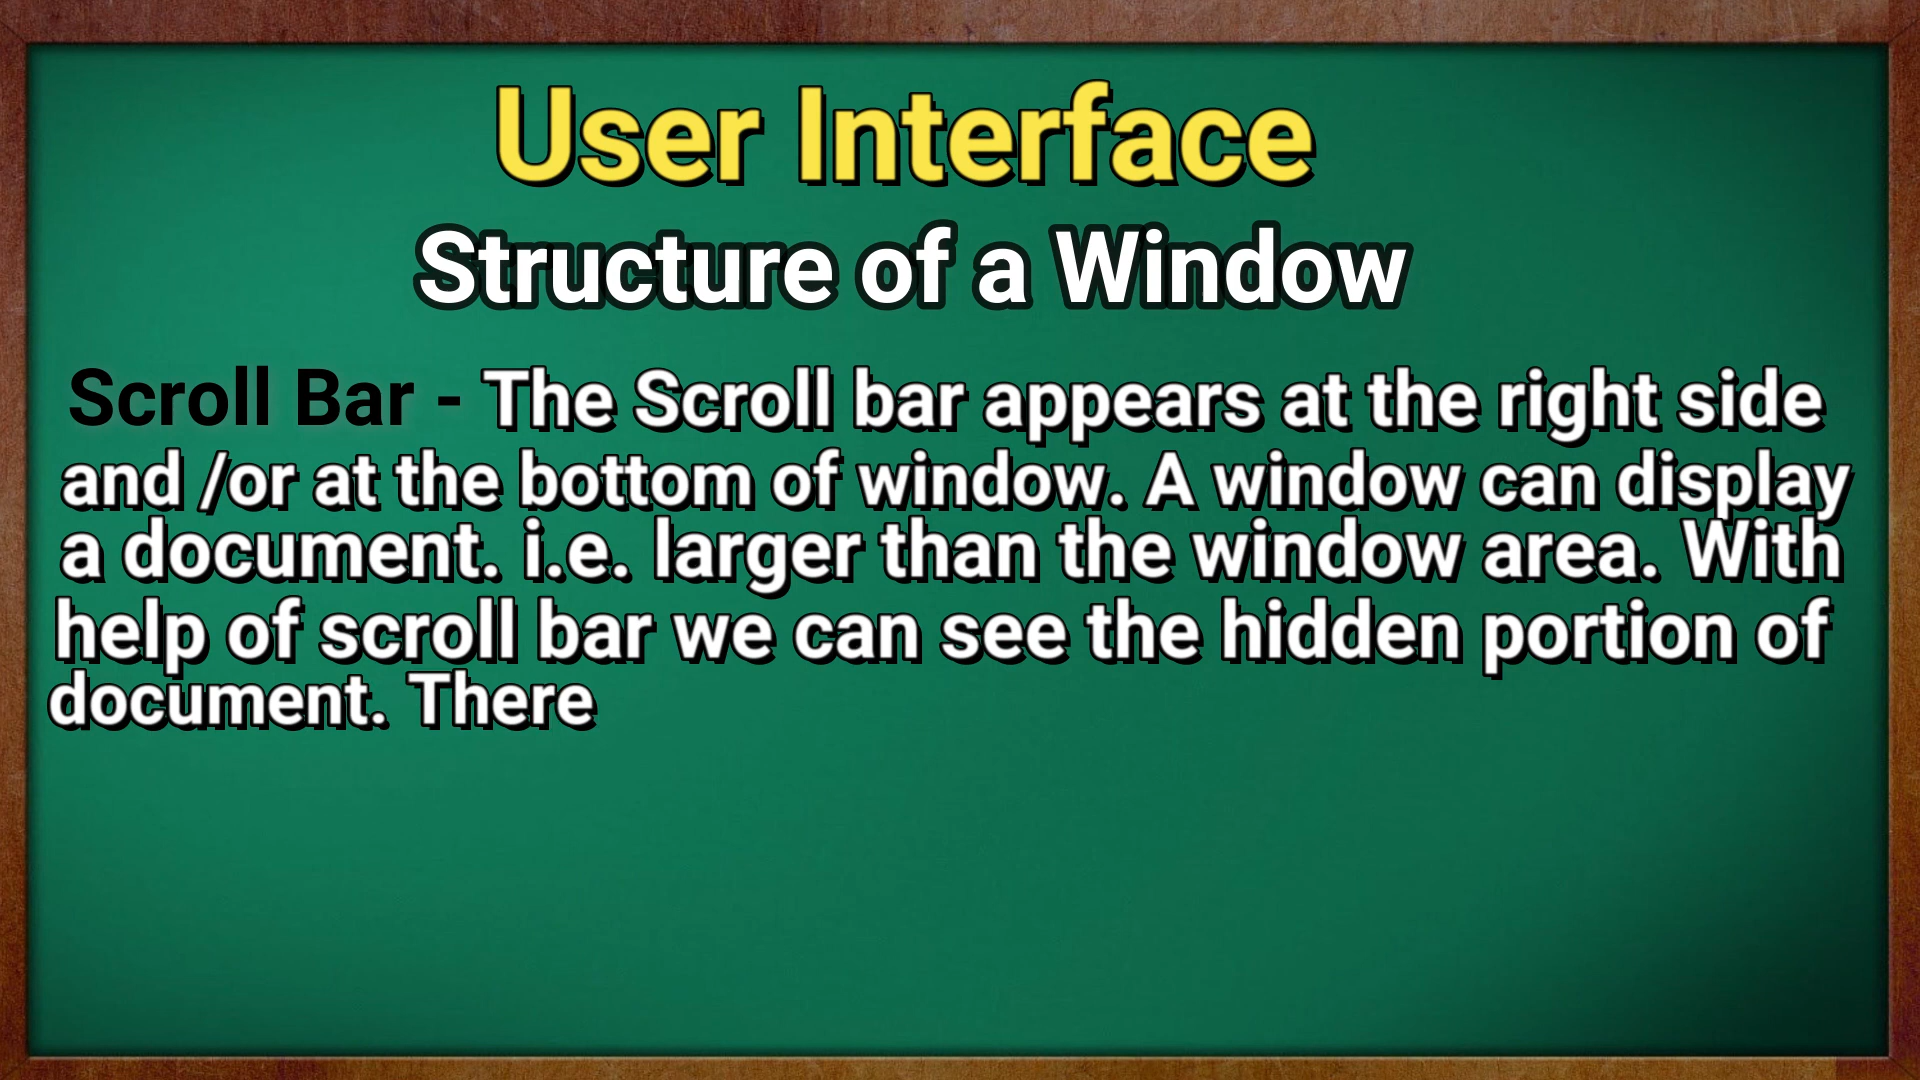 User Interface
Structure of a Window
Scroll Bar - The Scroll bar appears at the right side
and /or at the bottom of window. A window can display
a document. i.e. larger than the window area. With
help of scroll bar we can see the hidden portion of
document. There